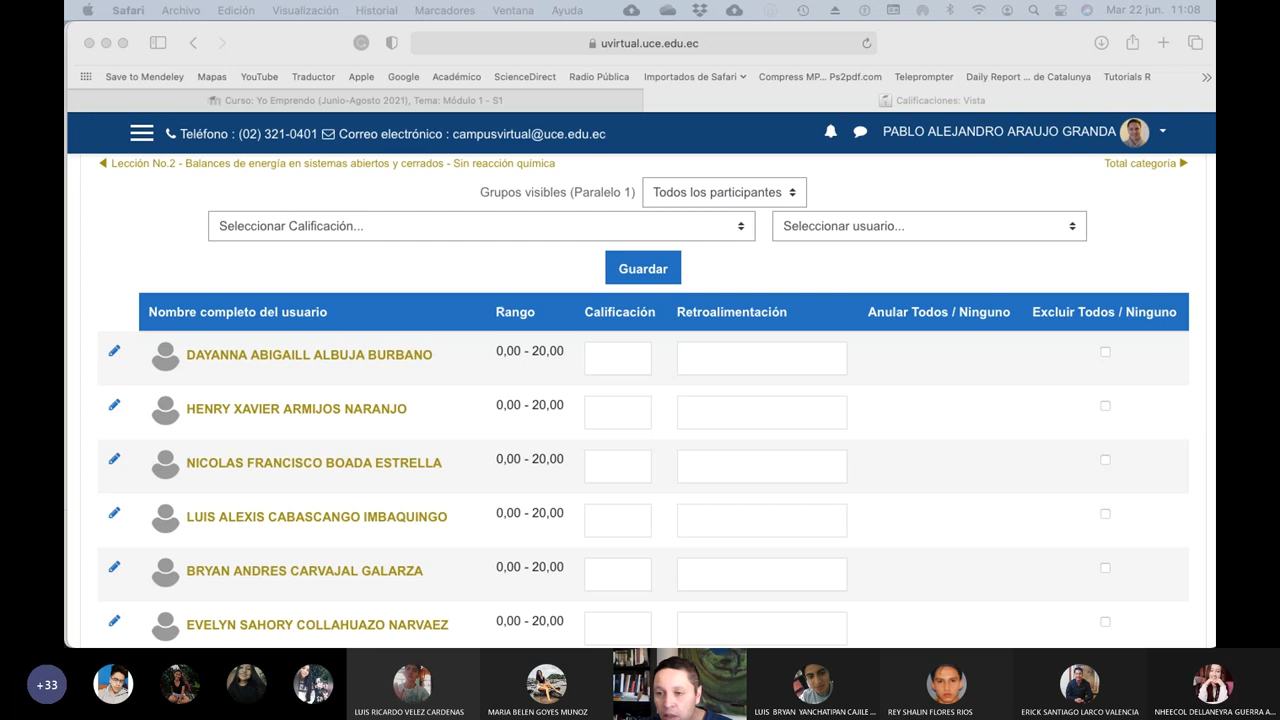 Safari Archivo Edición Visualización Historial Marcadores Ventana Ayuda Mar 22 jun. 11:08
uvirtual.uce.edu.ec
Save to Mendeley Mapas YouTube Traductor Apple Google Académico ScienceDirect Radio Pública Importados de Safari Compress MP... Ps2pdf.com Teleprompter Daily Report ... de Catalunya Tutorials R
Curso: Yo Emprendo (Junio-Agosto 2021), Tema: Módulo 1 - S1 Calificaciones: Vista
Teléfono : (02) 321-0401 Correo electrónico : campusvirtual@uce.edu.ec PABLO ALEJANDRO ARAUJO GRANDA
Lección No.2 - Balances de energía en sistemas abiertos y cerrados - Sin reacción química Total categoría
Grupos visibles (Paralelo 1) Todos los participantes
Seleccionar Calificación... Seleccionar usuario...
Guardar
Nombre completo del usuario Rango Calificación Retroalimentación Anular Todos / Ninguno Excluir Todos / Ninguno
DAYANNA ABIGAILL ALBUJA BURBANO 0,00 - 20,00
HENRY XAVIER ARMIJOS NARANJO 0,00 - 20,00
NICOLAS FRANCISCO BOADA ESTRELLA 0,00 - 20,00
LUIS ALEXIS CABASCANGO IMBAQUINGO 0,00 - 20,00
BRYAN ANDRES CARVAJAL GALARZA 0,00 - 20,00
EVELYN SAHORY COLLAHUAZO NARVAEZ 0,00 - 20,00
+33 LUIS RICARDO VELEZ CARDENAS MARIA BELEN GOYES MUNOZ LUIS BRYAN YANCHATIPAN CAJILE ... REY SHALIN FLORES RIOS ERICK SANTIAGO LARCO VALENCIA NHEECOL DELLANEYRA GUERRA A...